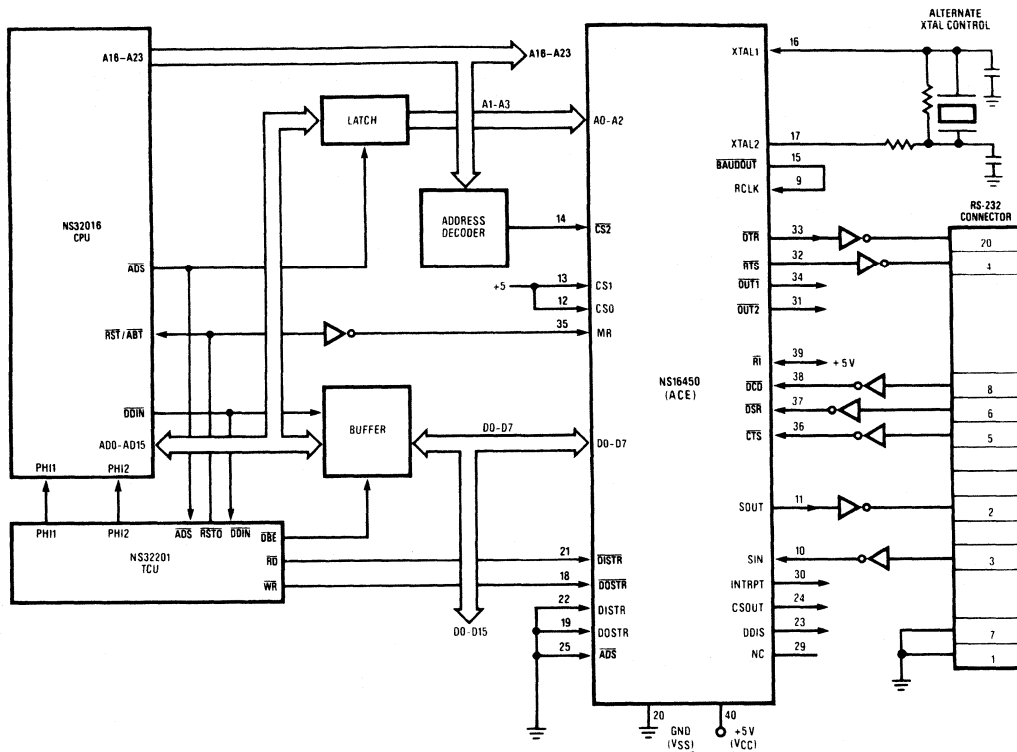 ALTERNATE
XTAL CONTROL
A16–A23
A16–A23
XTAL1
16
LATCH
A1-A3
A0-A2
XTAL2
17
BAUDOUT
15
RCLK
9
NS32016
CPU
ADDRESS
DECODER
14
CS2
RS-232
CONNECTOR
DTR
33
20
RTS
32
4
ADS
+5
13
CS1
OUT1
34
12
CS0
OUT2
31
RST/ABT
35
MR
RI
39
+5V
NS16450
(ACE)
DCD
38
8
DSR
37
6
CTS
36
5
DDIN
AD0-AD15
BUFFER
D0-D7
D0-D7
PHI1
PHI2
SOUT
11
2
PHI1
PHI2
ADS
RSTO
DDIN
DBE
NS32201
TCU
RD
21
DISTR
SIN
10
3
WR
18
DOSTR
INTRPT
30
22
DISTR
CSOUT
24
D0-D15
19
DOSTR
DDIS
23
7
25
ADS
NC
29
1
20
GND
(VSS)
40
+5V
(VCC)